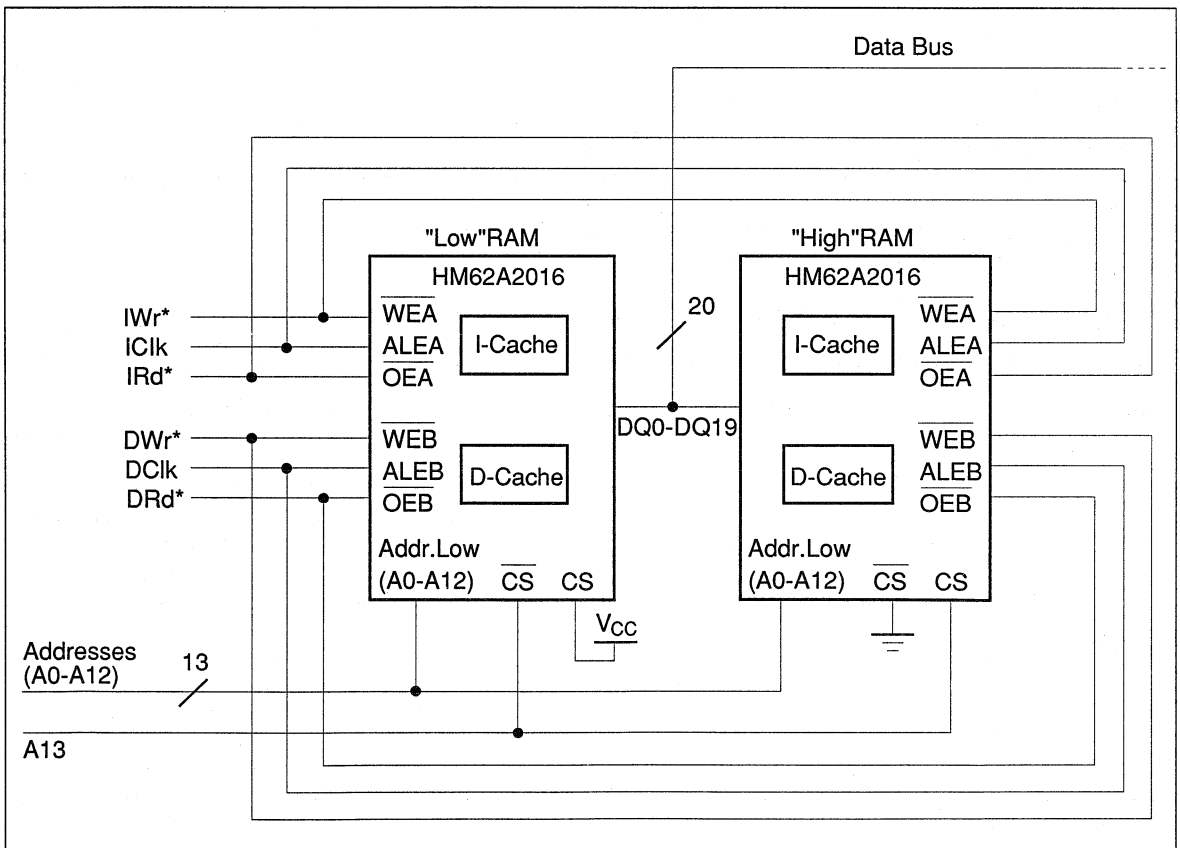 Data Bus
"Low"RAM
"High"RAM
HM62A2016
HM62A2016
IWr*
IClk
IRd*
DWr*
DClk
DRd*
WEA
ALEA
OEA
WEB
ALEB
OEB
I-Cache
D-Cache
Addr.Low
(A0-A12) CS CS
VCC
20
DQ0-DQ19
I-Cache
D-Cache
WEA
ALEA
OEA
WEB
ALEB
OEB
Addr.Low
(A0-A12) CS CS
Addresses
(A0-A12)
13
A13